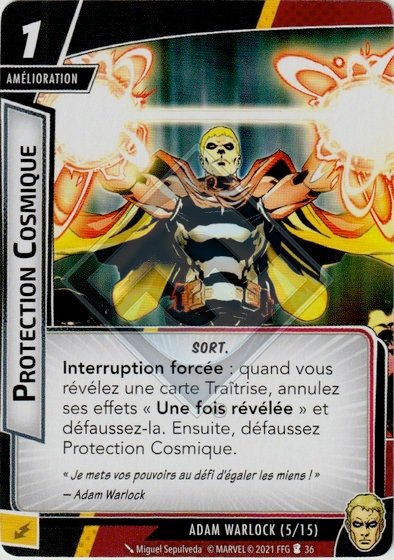 1
AMÉLIORATION
PROTECTION COSMIQUE
SORT.
Interruption forcée : quand vous
révélez une carte Traîtrise, annulez
ses effets « Une fois révélée » et
défaussez-la. Ensuite, défaussez
Protection Cosmique.
« Je mets vos pouvoirs au défi d'égaler les miens ! »
— Adam Warlock
ADAM WARLOCK (5/15)
Miguel Sepulveda © MARVEL © 2021 FFG 36